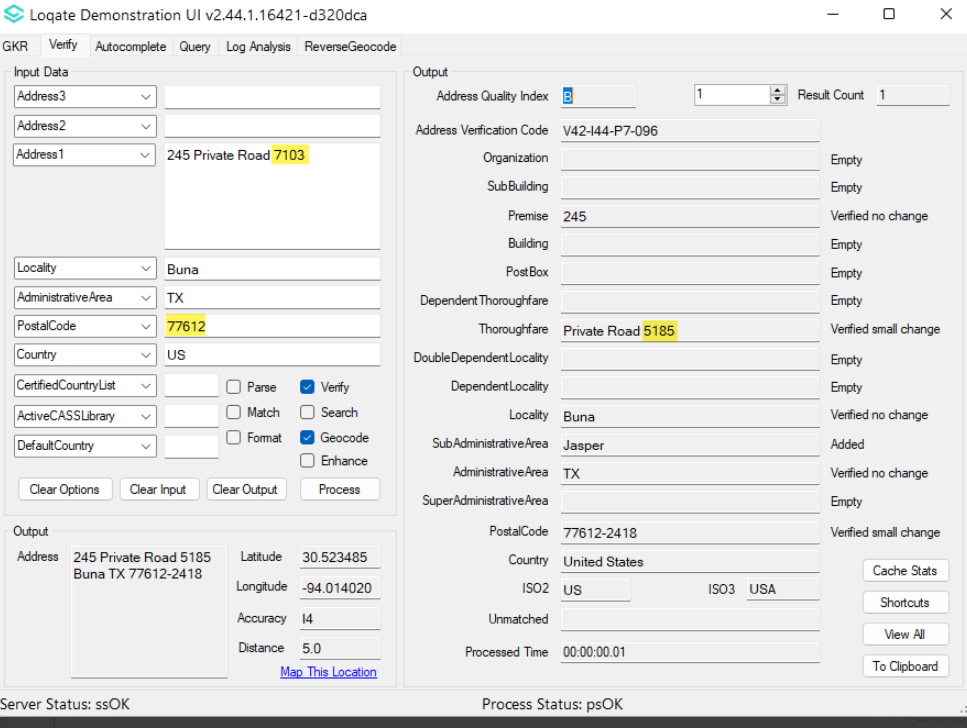 Loqate Demonstration UI v2.44.1.16421-d320dca
GKR Verify Autocomplete Query Log Analysis ReverseGeocode
Input Data
Address3
Address2
Address1 245 Private Road 7103
Locality Buna
AdministrativeArea TX
PostalCode 77612
Country US
CertifiedCountryList Parse Verify
ActiveCASSLibrary Match Search
DefaultCountry Format Geocode
Enhance
Clear Options Clear Input Clear Output Process
Output
Address 245 Private Road 5185
Buna TX 77612-2418
Latitude 30.523485
Longitude -94.014020
Accuracy I4
Distance 5.0
Map This Location
Output
Address Quality Index B 1 Result Count 1
Address Verification Code V42-I44-P7-096
Organization Empty
SubBuilding Empty
Premise 245 Verified no change
Building Empty
PostBox Empty
DependentThoroughfare Empty
Thoroughfare Private Road 5185 Verified small change
DoubleDependentLocality Empty
DependentLocality Empty
Locality Buna Verified no change
SubAdministrativeArea Jasper Added
AdministrativeArea TX Verified no change
SuperAdministrativeArea Empty
PostalCode 77612-2418 Verified small change
Country United States
ISO2 US ISO3 USA
Unmatched
Processed Time 00:00:00.01
Cache Stats
Shortcuts
View All
To Clipboard
Server Status: ssOK Process Status: psOK